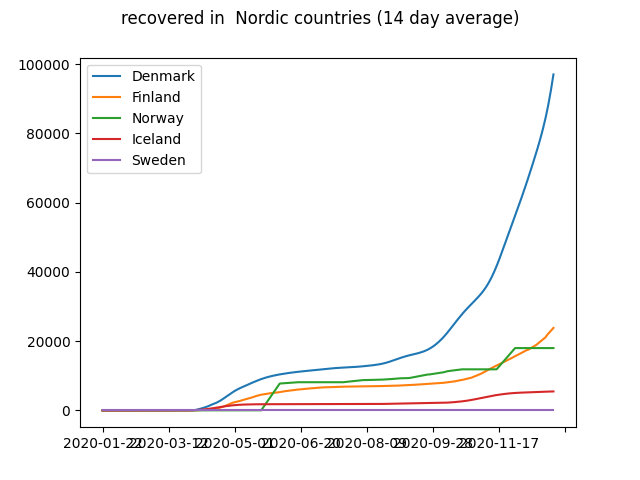 recovered in  Nordic countries (14 day average)
100000
80000
60000
40000
20000
0
Denmark
Finland
Norway
Iceland
Sweden
2020-01-22 2020-03-12 2020-05-01 2020-06-20 2020-08-09 2020-09-28 2020-11-17